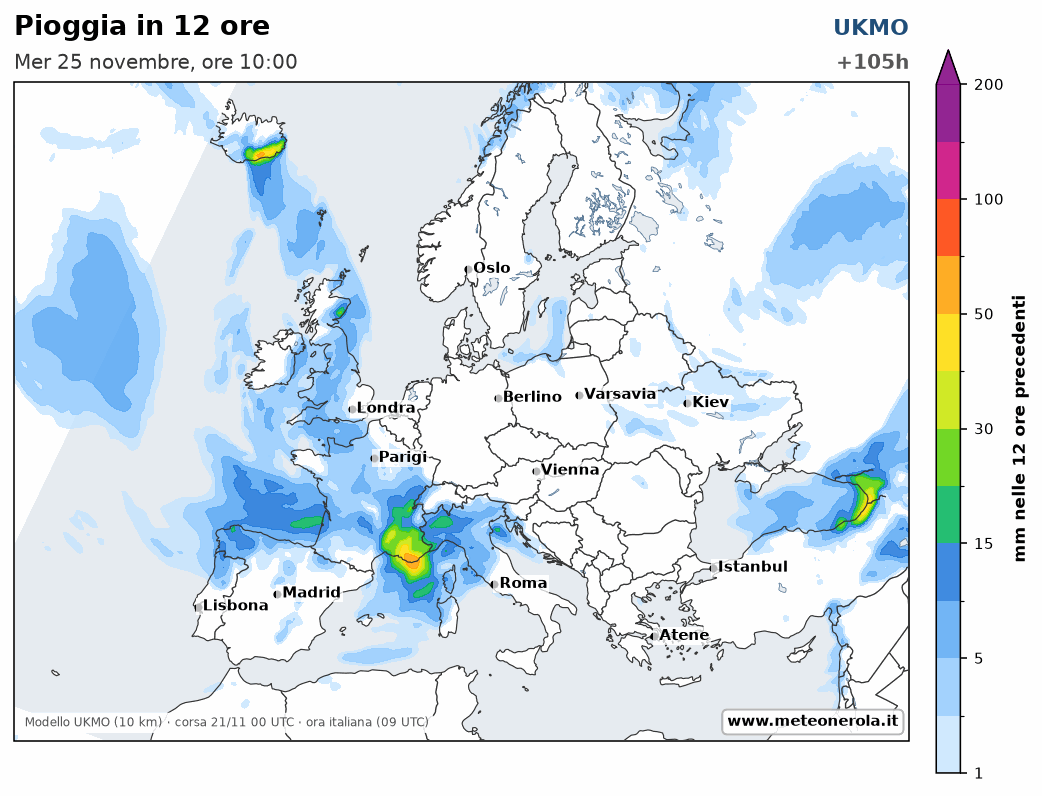 Pioggia in 12 ore
UKMO
Mer 25 novembre, ore 10:00
+105h
200
100
50
30
15
5
1
mm nelle 12 ore precedenti
Oslo
Londra
Berlino
Varsavia
Kiev
Parigi
Vienna
Istanbul
Roma
Madrid
Lisbona
Atene
Modello UKMO (10 km) · corsa 21/11 00 UTC · ora italiana (09 UTC)
www.meteonerola.it